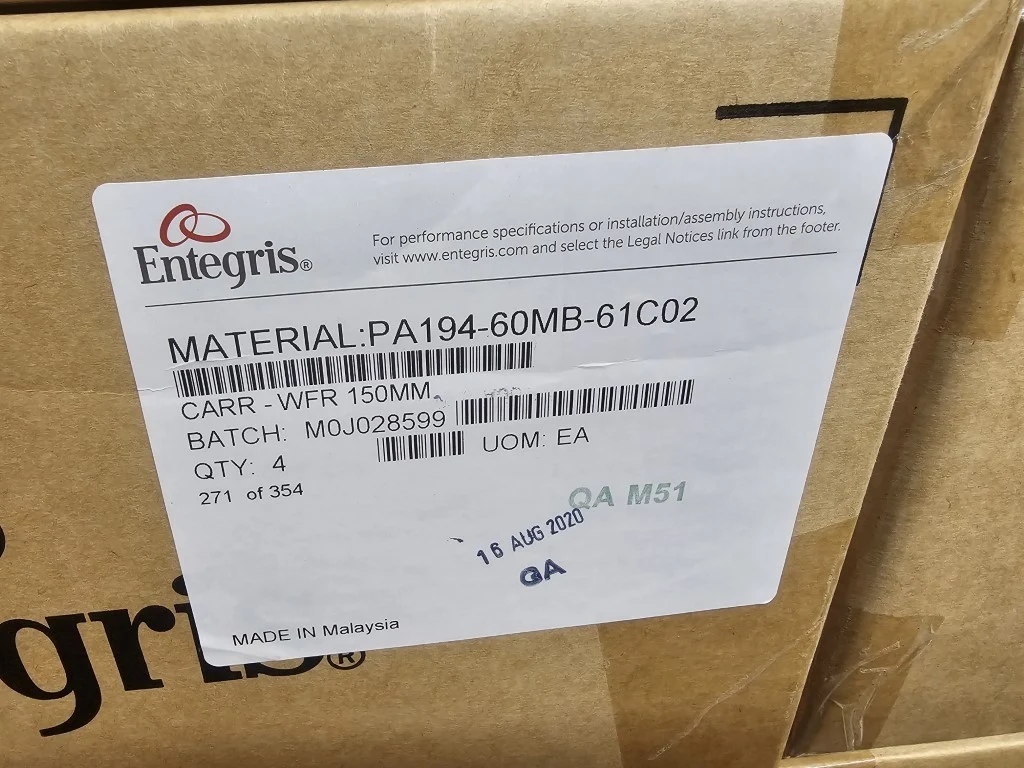 Entegris®
For performance specifications or installation/assembly instructions,
visit www.entegris.com and select the Legal Notices link from the footer.
MATERIAL:PA194-60MB-61C02
CARR - WFR 150MM
BATCH: M0J028599
QTY: 4 UOM: EA
271 of 354
QA M51
16 AUG 2020
QA
MADE IN Malaysia
gris®